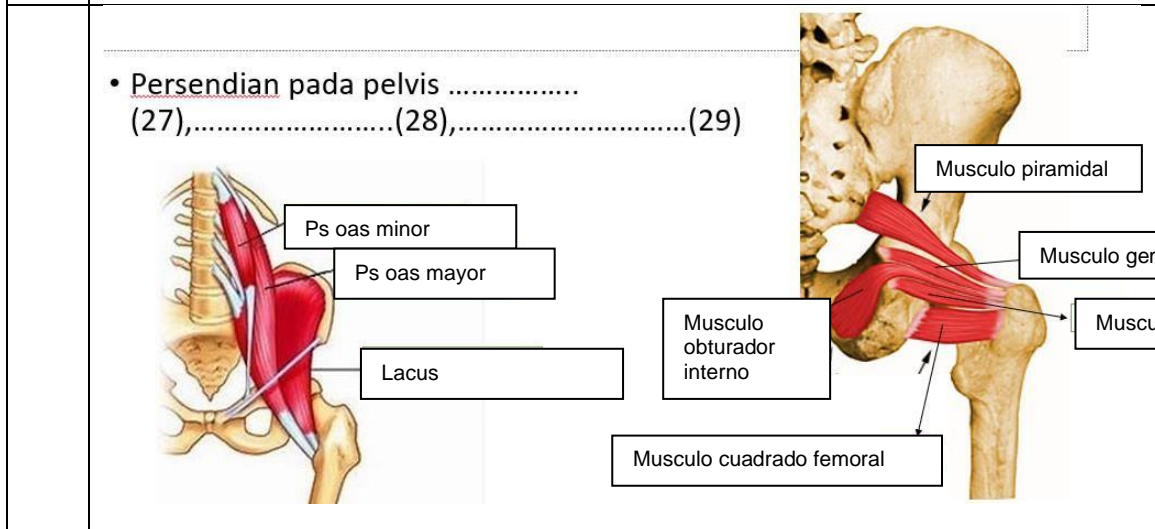 • Persendian pada pelvis ……………..
(27),……………………..(28),…………………………(29)
Ps oas minor
Ps oas mayor
Lacus
Musculo piramidal
Musculo
Musculo
obturador
interno
Musculo cuadrado femoral